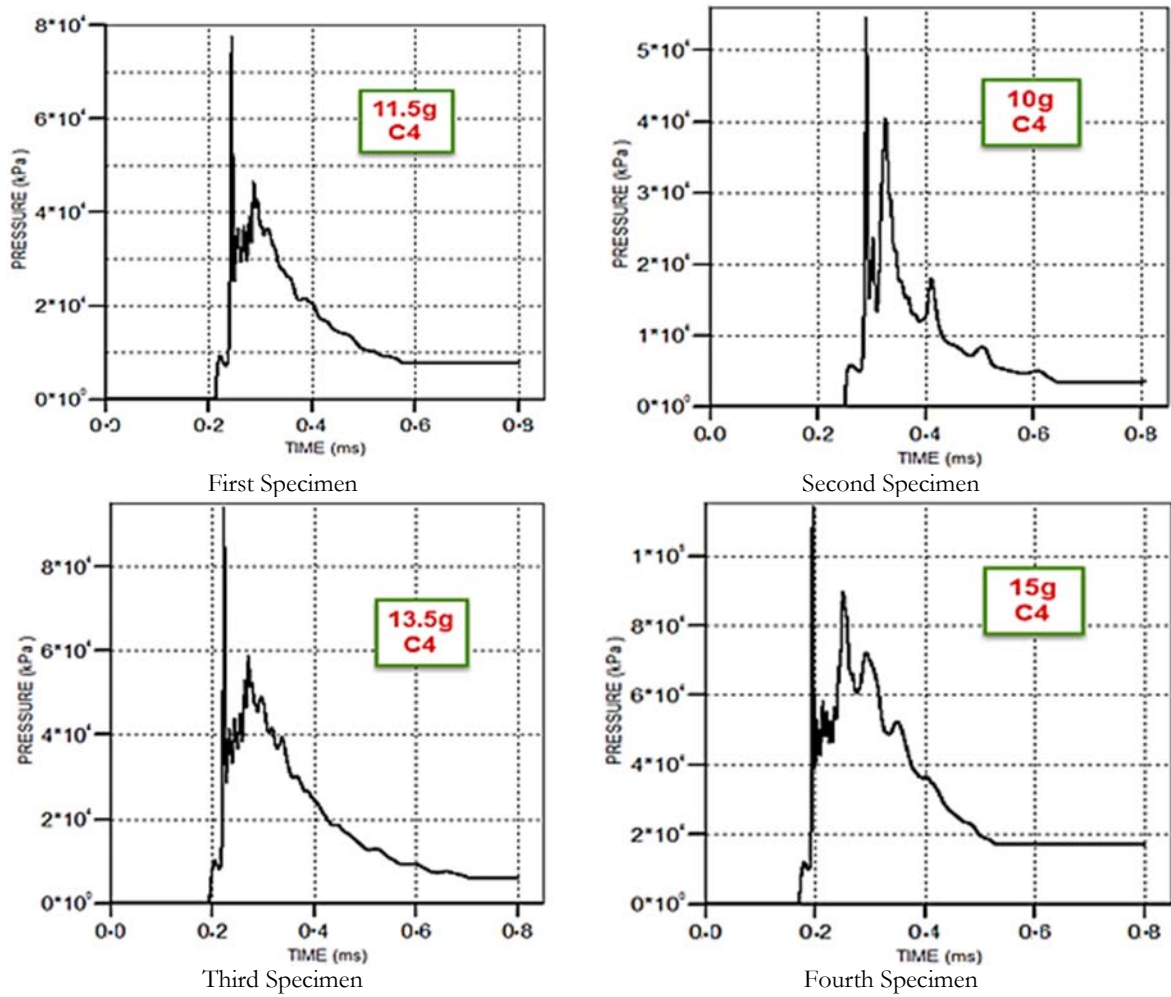 8*10⁴
6*10⁴
4*10⁴
2*10⁴
0*10⁰
PRESSURE (kPa)
11.5g
C4
0.0 0.2 0.4 0.6 0.8
TIME (ms)
First Specimen
5*10⁴
4*10⁴
3*10⁴
2*10⁴
1*10⁴
0*10⁰
PRESSURE (kPa)
10g
C4
0.0 0.2 0.4 0.6 0.8
TIME (ms)
Second Specimen
8*10⁴
6*10⁴
4*10⁴
2*10⁴
0*10⁰
PRESSURE (kPa)
13.5g
C4
0.0 0.2 0.4 0.6 0.8
TIME (ms)
Third Specimen
1*10⁵
8*10⁴
6*10⁴
4*10⁴
2*10⁴
0*10⁰
PRESSURE (kPa)
15g
C4
0.0 0.2 0.4 0.6 0.8
TIME (ms)
Fourth Specimen